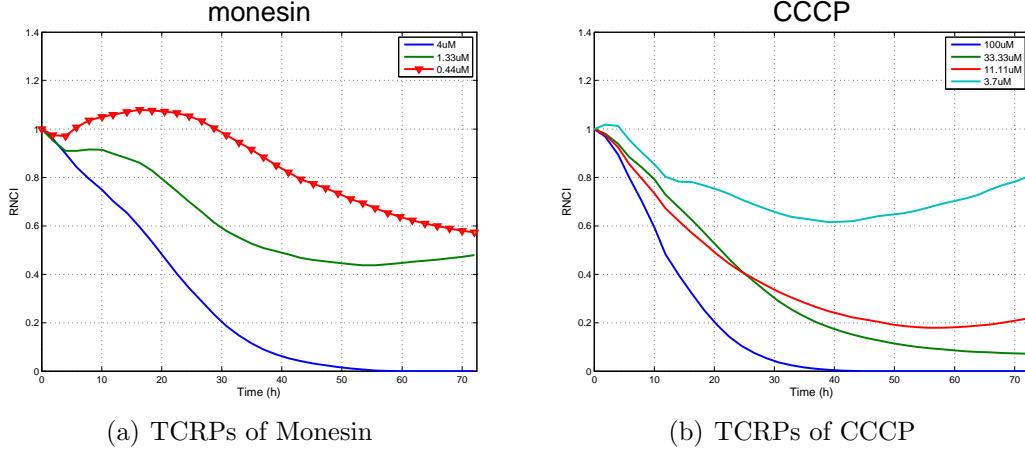 monesin
1.4
1.2
1
0.8
0.6
0.4
0.2
0
RNCI
0 10 20 30 40 50 60 70
Time (h)
4uM
1.33uM
0.44uM
(a) TCRPs of Monesin
CCCP
1.4
1.2
1
0.8
0.6
0.4
0.2
0
RNCI
0 10 20 30 40 50 60 70
Time (h)
100uM
33.33uM
11.11uM
3.7uM
(b) TCRPs of CCCP